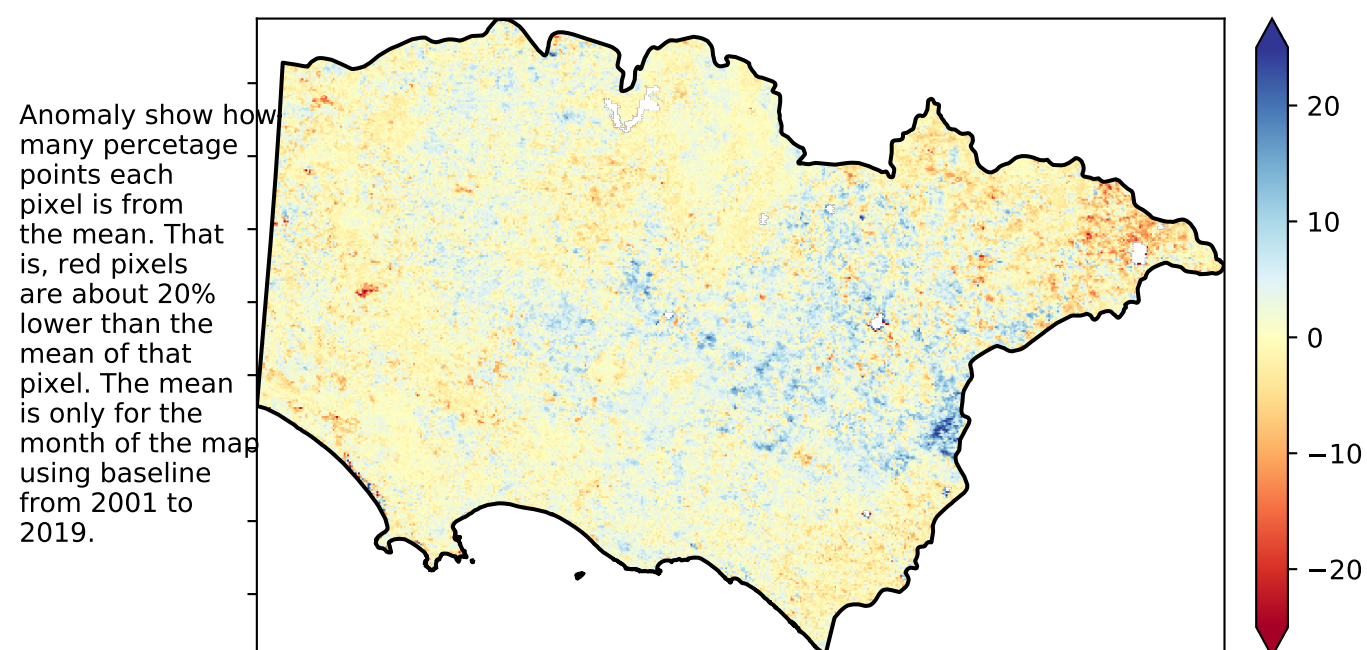 Anomaly show how
many percetage
points each
pixel is from
the mean. That
is, red pixels
are about 20%
lower than the
mean of that
pixel. The mean
is only for the
month of the map
using baseline
from 2001 to
2019.
20
10
0
−10
−20